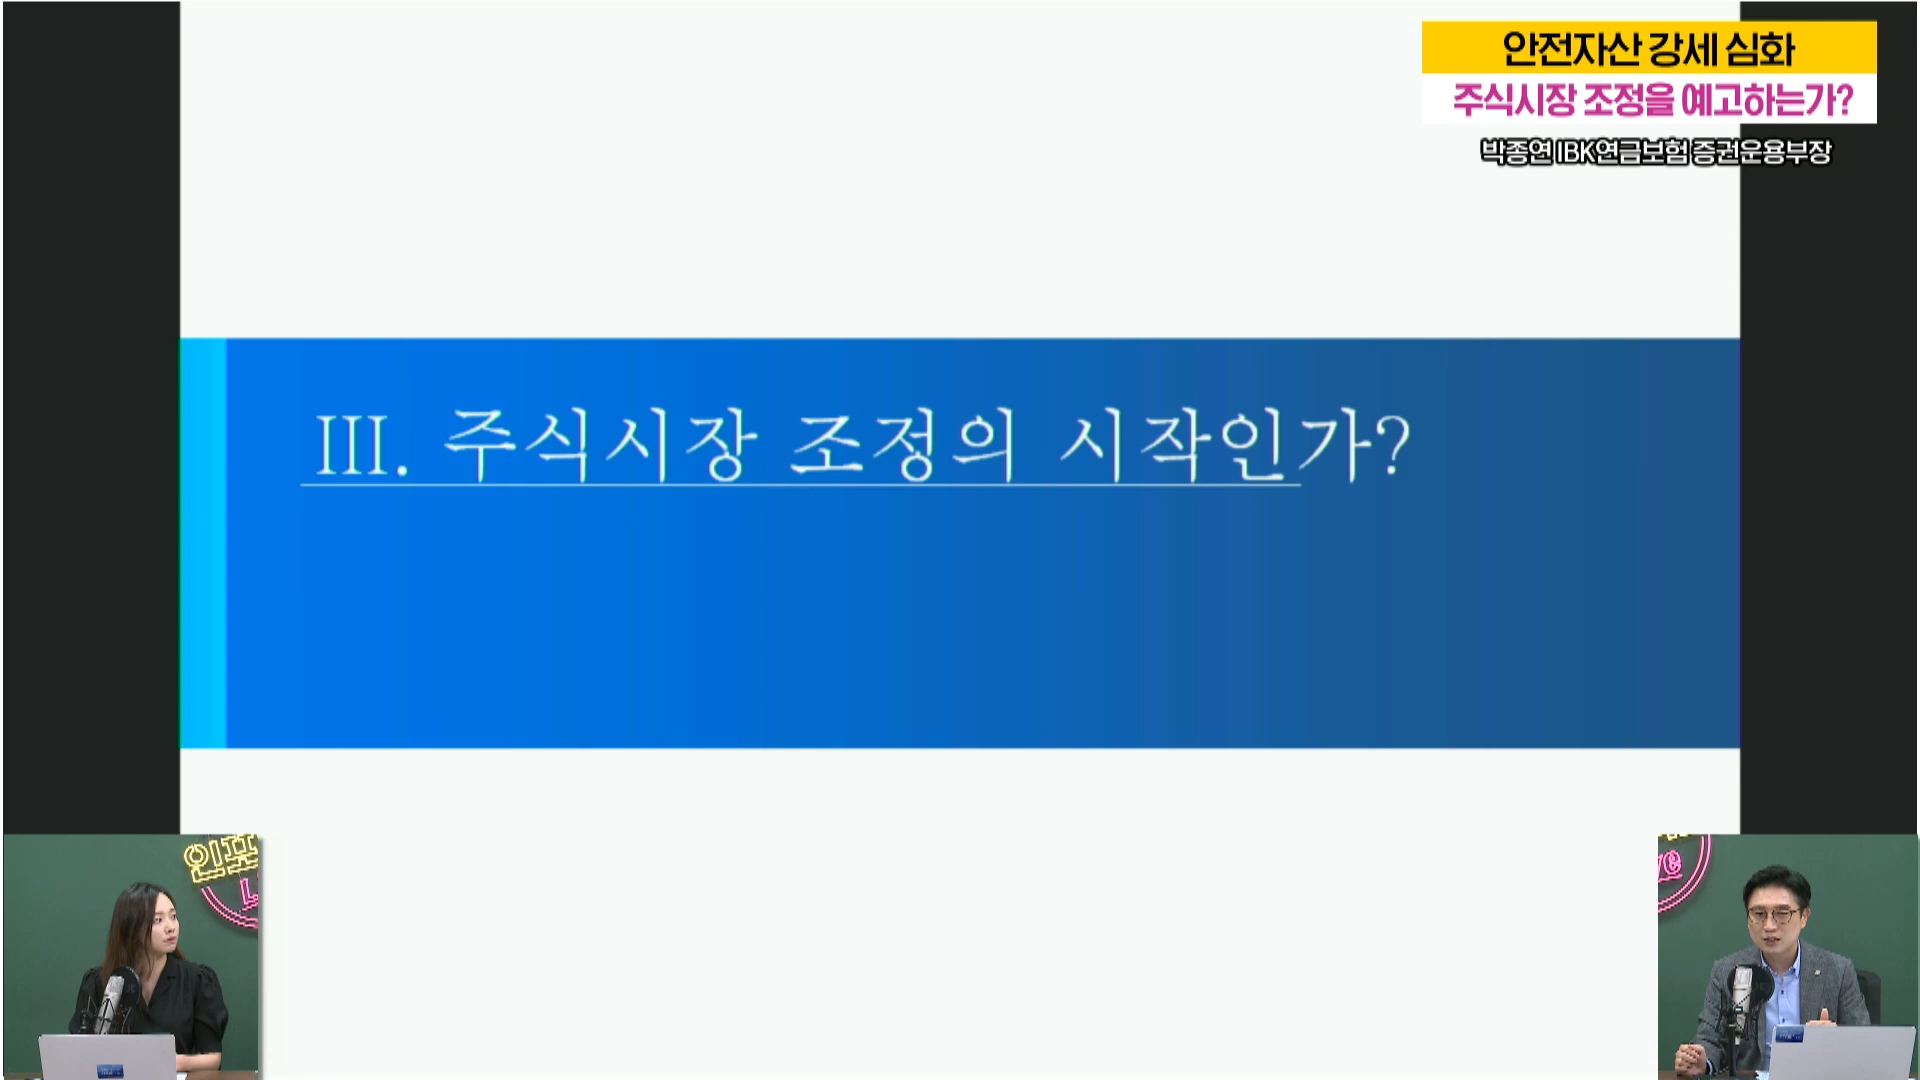 안전자산 강세 심화
주식시장 조정을 예고하는가?
박종연 IBK연금보험 증권운용부장
III. 주식시장 조정의 시작인가?